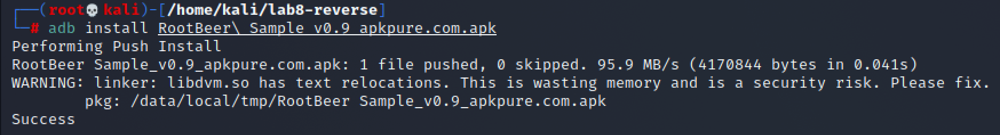 ┌──(root💀kali)-[/home/kali/lab8-reverse]
└─# adb install RootBeer\ Sample_v0.9_apkpure.com.apk
Performing Push Install
RootBeer Sample_v0.9_apkpure.com.apk: 1 file pushed, 0 skipped. 95.9 MB/s (4170844 bytes in 0.041s)
WARNING: linker: libdvm.so has text relocations. This is wasting memory and is a security risk. Please fix.
        pkg: /data/local/tmp/RootBeer Sample_v0.9_apkpure.com.apk
Success